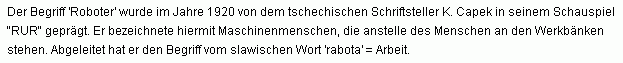 Der Begriff 'Roboter' wurde im Jahre 1920 von dem tschechischen Schriftsteller K. Capek in seinem Schauspiel
"RUR" geprägt. Er bezeichnete hiermit Maschinenmenschen, die anstelle des Menschen an den Werkbänken
stehen. Abgeleitet hat er den Begriff vom slawischen Wort 'rabota' = Arbeit.